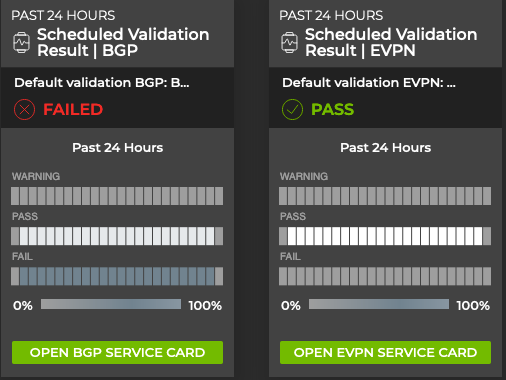 PAST 24 HOURS
Scheduled Validation
Result | BGP
Default validation BGP: B...
FAILED
Past 24 Hours
WARNING
PASS
FAIL
0% 100%
OPEN BGP SERVICE CARD
PAST 24 HOURS
Scheduled Validation
Result | EVPN
Default validation EVPN: ...
PASS
Past 24 Hours
WARNING
PASS
FAIL
0% 100%
OPEN EVPN SERVICE CARD